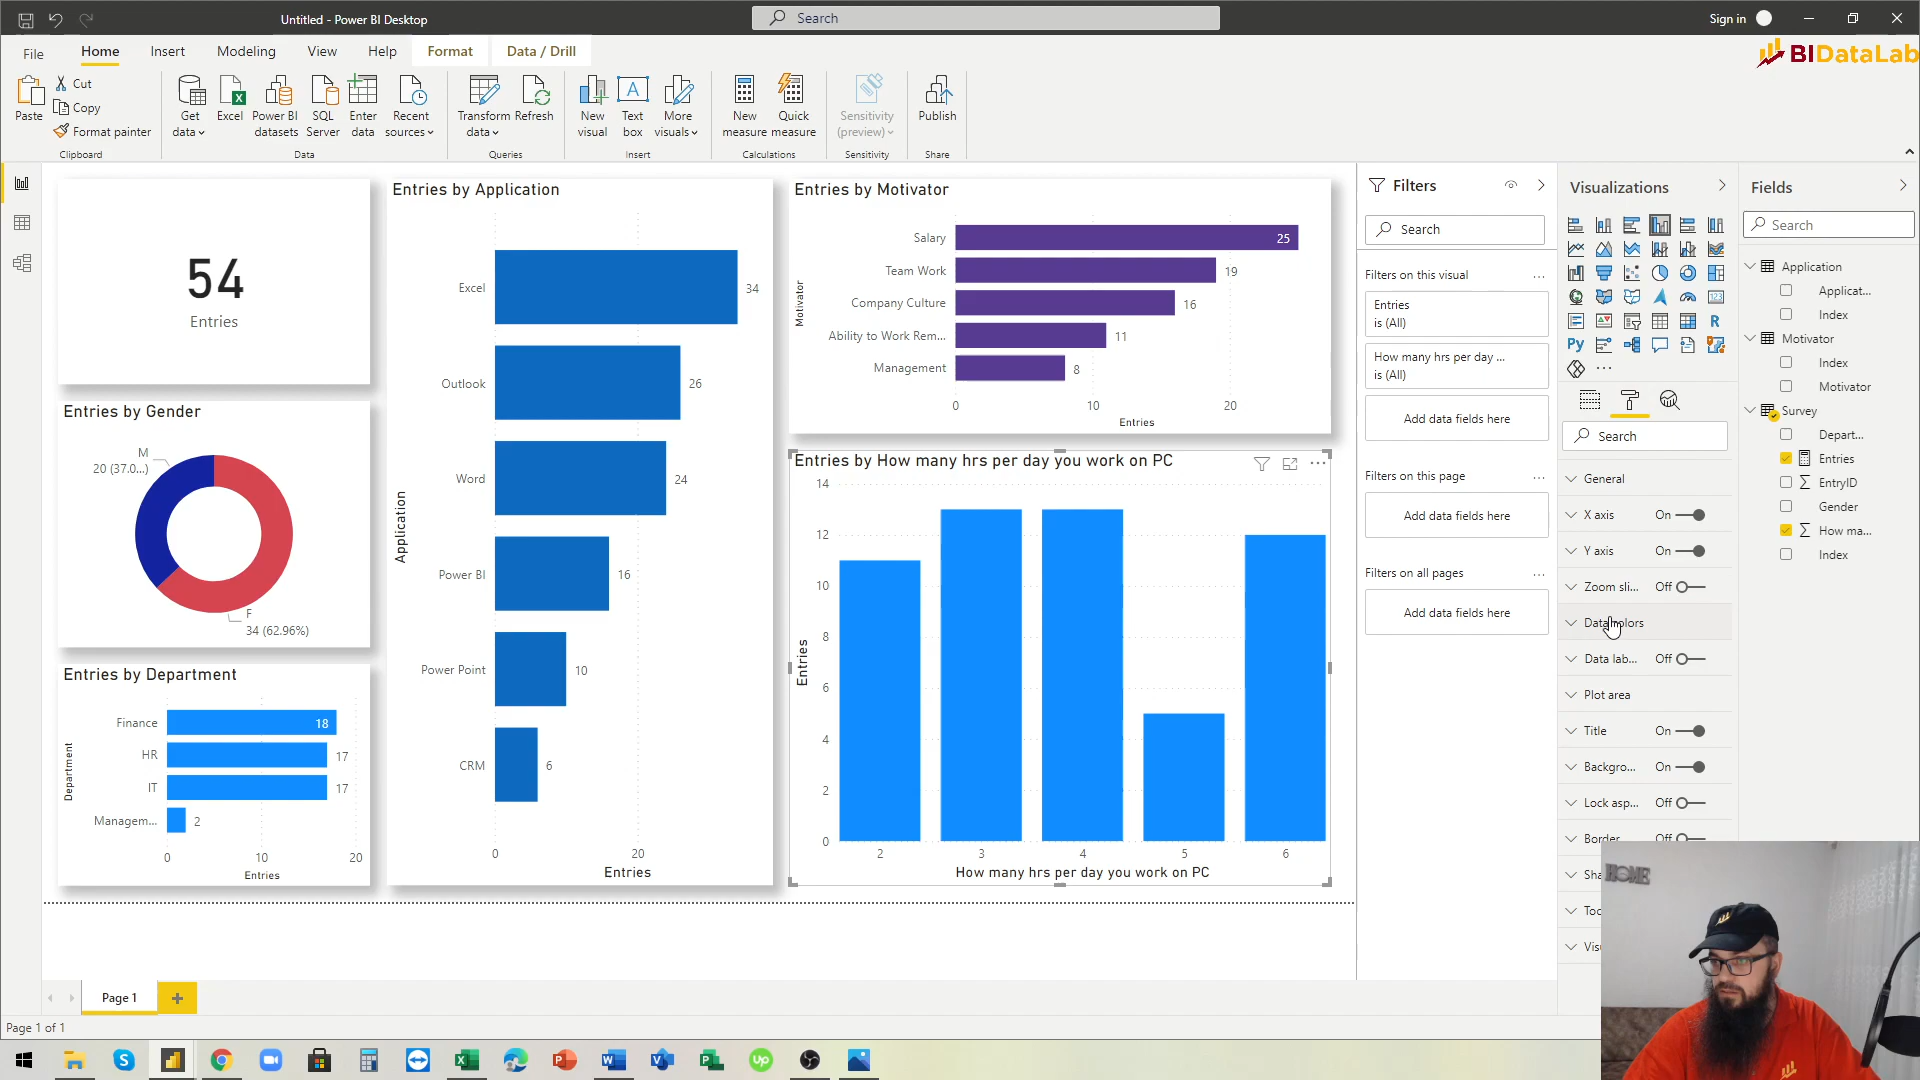 Untitled - Power BI Desktop
Search
Sign in
File
Home
Insert
Modeling
View
Help
Format
Data / Drill
BIDataLab
Paste
Cut
Copy
Format painter
Clipboard
Get data
Excel
Power BI datasets
SQL Server
Enter data
Recent sources
Data
Transform data
Refresh
Queries
New visual
Text box
More visuals
Insert
New measure
Quick measure
Calculations
Sensitivity (preview)
Sensitivity
Publish
Share
54
Entries
Entries by Gender
M
20 (37.0...)
F
34 (62.96%)
Entries by Department
Department
Finance
18
HR
17
IT
17
Managem...
2
0
10
20
Entries
Entries by Application
Application
Excel
34
Outlook
26
Word
24
Power BI
16
Power Point
10
CRM
6
0
20
Entries
Entries by Motivator
Motivator
Salary
25
Team Work
19
Company Culture
16
Ability to Work Rem...
11
Management
8
0
10
20
Entries
Entries by How many hrs per day you work on PC
Entries
14
12
10
8
6
4
2
0
2
3
4
5
6
How many hrs per day you work on PC
Filters
Search
Filters on this visual
Entries
is (All)
How many hrs per day ...
is (All)
Add data fields here
Filters on this page
Add data fields here
Filters on all pages
Add data fields here
Visualizations
R
Py
123
Search
General
X axis
On
Y axis
On
Zoom sli...
Off
Data colors
Data lab...
Off
Plot area
Title
On
Backgro...
On
Lock asp...
Off
Border
Off
Sha
Too
Visu
Fields
Search
Application
Applicat...
Index
Motivator
Index
Motivator
Survey
Depart...
Entries
EntryID
Gender
How ma...
Index
HOME
Page 1
Page 1 of 1